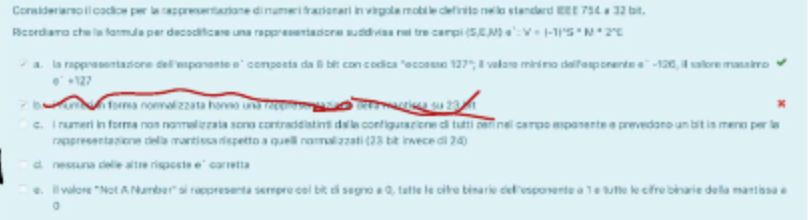 Consideriamo il codice per la rappresentazione di numeri frazionari in virgola mobile definito nello standard IEEE 754 a 32 bit.
Ricordiamo che la formula per decodificare una rappresentazione suddivisa nei tre campi (S,E,M) e`: V = (-1)^S * M * 2^E
a. la rappresentazione dell'esponente e` composta da 8 bit con codica "eccesso 127"; il valore minimo dell'esponente e` -126, il valore massimo
e` +127
b. i numeri in forma normalizzata hanno una rappresentazione della mantissa su 23 bit
c. i numeri in forma non normalizzata sono contraddistinti dalla configurazione di tutti zeri nel campo esponente e prevedono un bit in meno per la
rappresentazione della mantissa rispetto a quelli normalizzati (23 bit invece di 24)
d. nessuna delle altre risposte e` corretta
e. il valore "Not A Number" si rappresenta sempre col bit di segno a 0, tutte le cifre binarie dell'esponente a 1 e tutte le cifre binarie della mantissa a
0